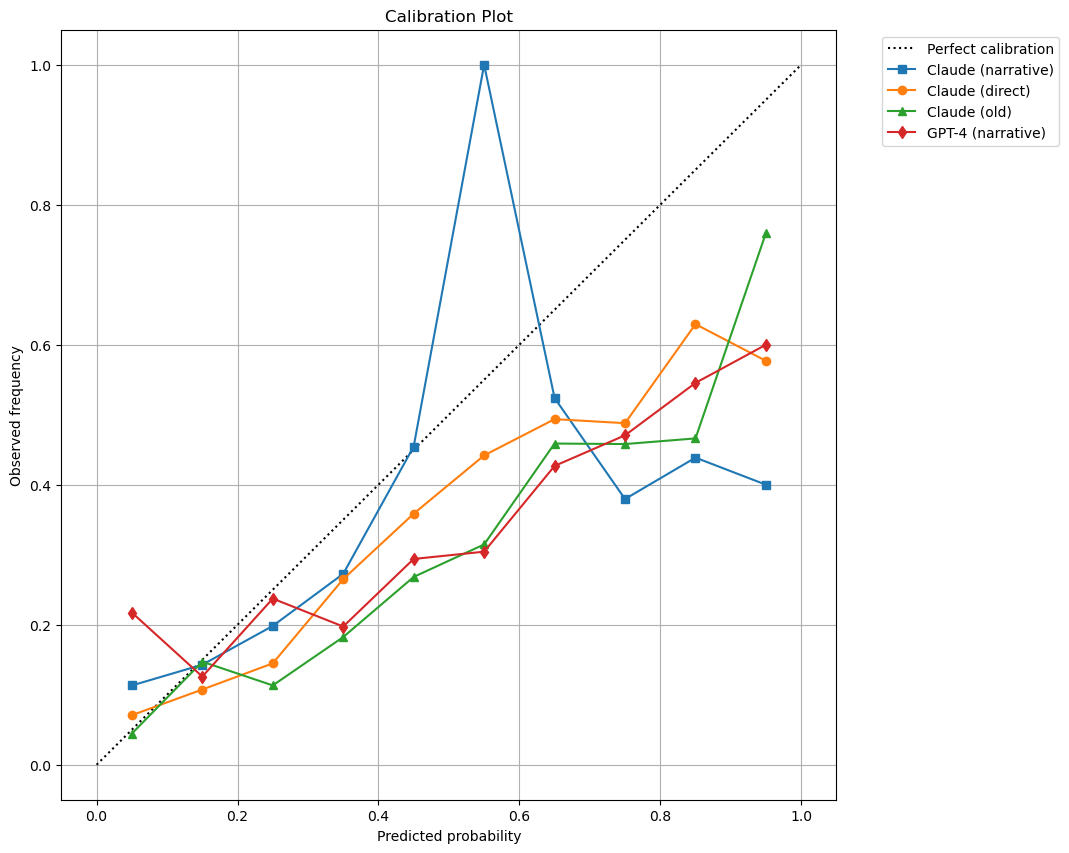 Calibration Plot
Perfect calibration
Claude (narrative)
Claude (direct)
Claude (old)
GPT-4 (narrative)
Observed frequency
1.0
0.8
0.6
0.4
0.2
0.0
0.0 0.2 0.4 0.6 0.8 1.0
Predicted probability